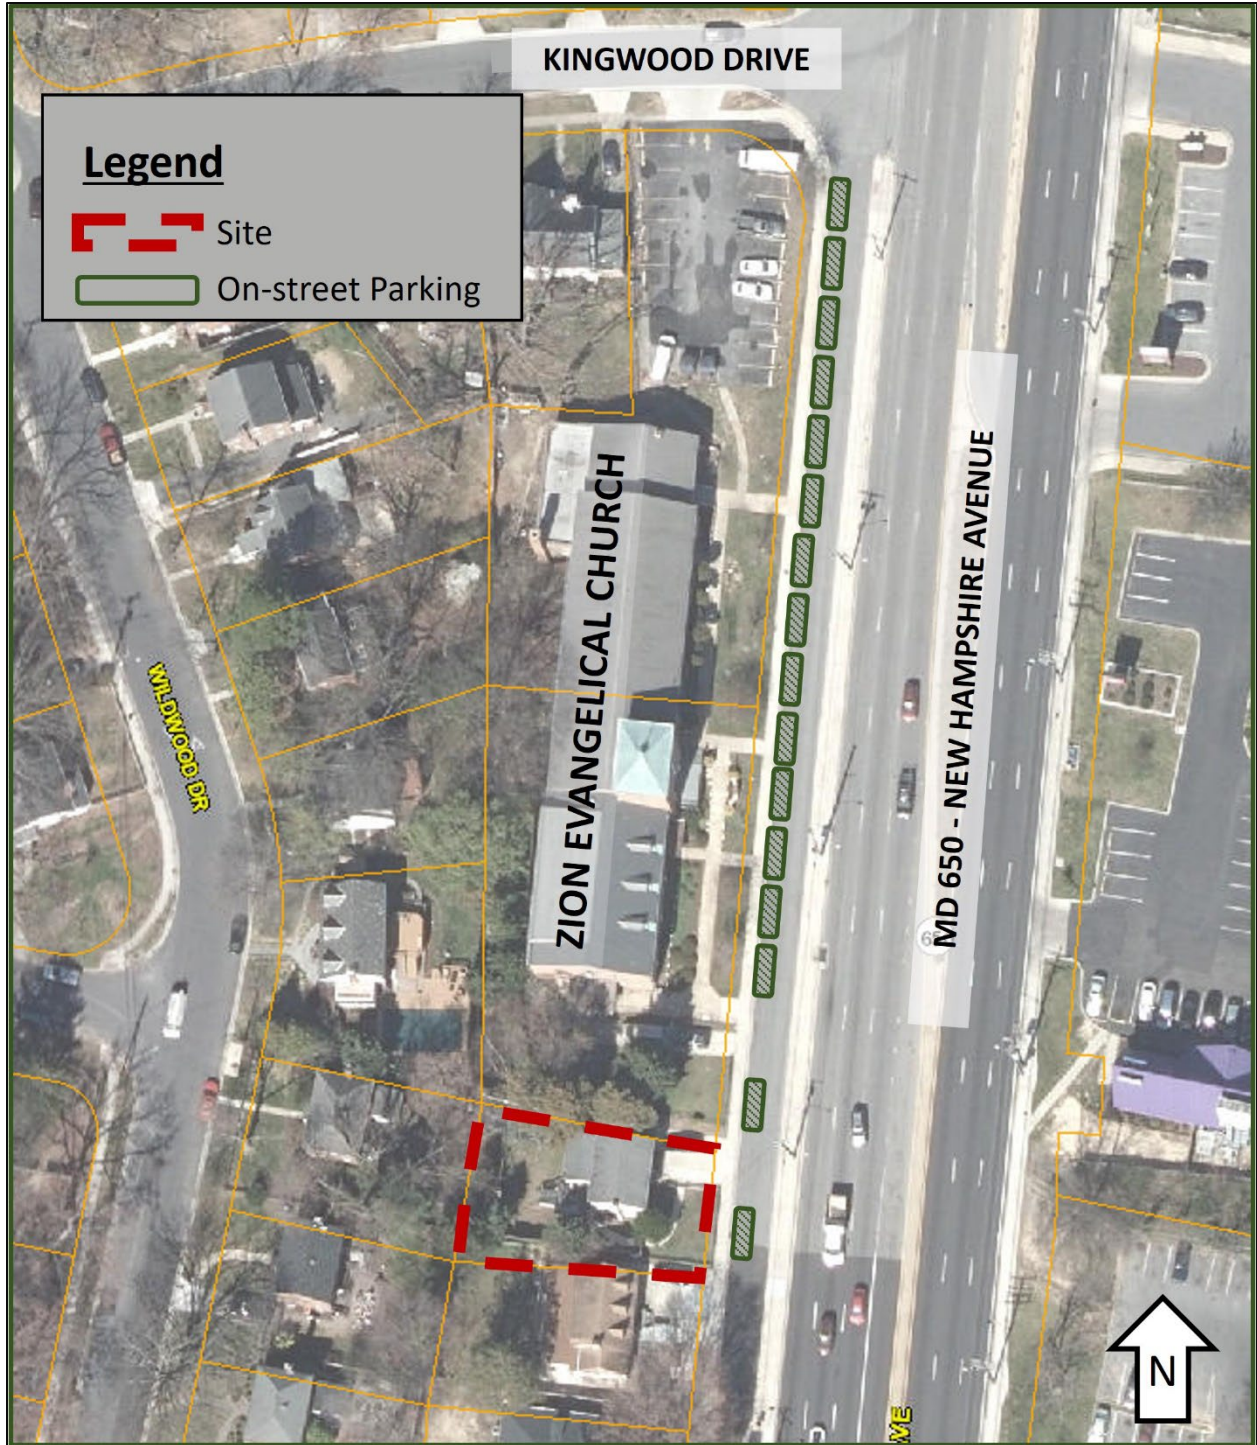 KINGWOOD DRIVE
Legend
Site
On-street Parking
ZION EVANGELICAL CHURCH
MD 650 - NEW HAMPSHIRE AVENUE
WILDWOOD DR
N